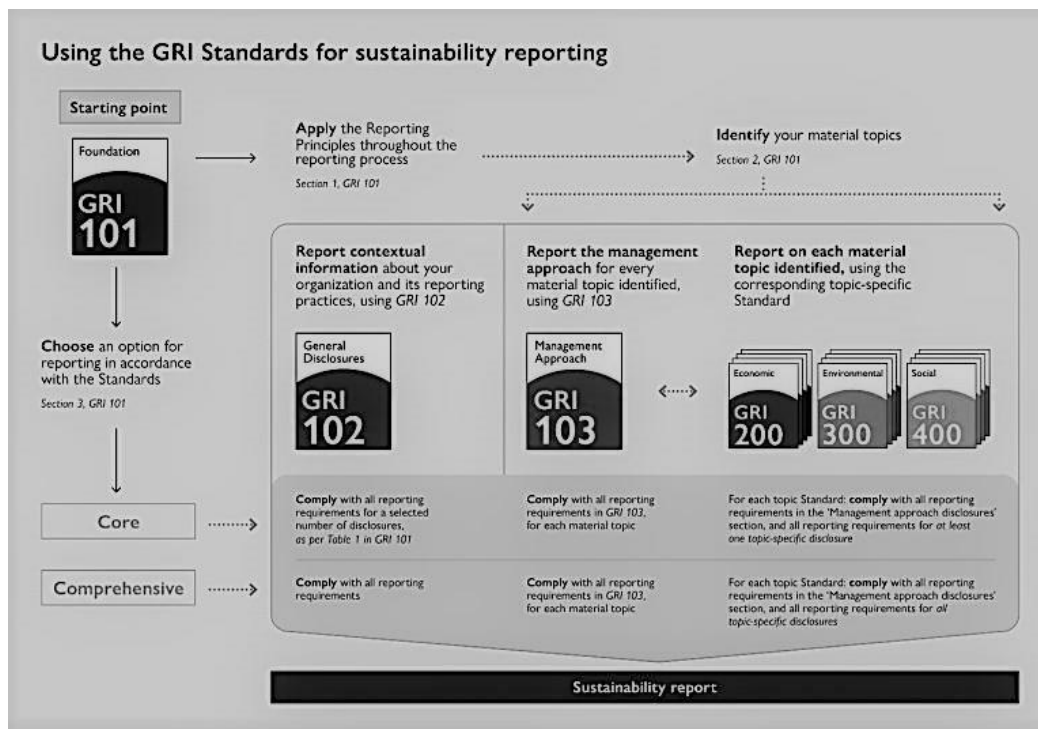 Using the GRI Standards for sustainability reporting
Starting point
Foundation
GRI
101
Apply the Reporting
Principles throughout the
reporting process
Section 1, GRI 101
Identify your material topics
Section 2, GRI 101
Choose an option for
reporting in accordance
with the Standards
Section 3, GRI 101
Report contextual
information about your
organization and its reporting
practices, using GRI 102
General
Disclosures
GRI
102
Report the management
approach for every
material topic identified,
using GRI 103
Management
Approach
GRI
103
Report on each material
topic identified, using the
corresponding topic-specific
Standard
Economic
GRI
200
Environmental
GRI
300
Social
GRI
400
Core
Comply with all reporting
requirements for a selected
number of disclosures,
as per Table 1 in GRI 101
Comply with all reporting
requirements in GRI 103,
for each material topic
For each topic Standard: comply with all reporting
requirements in the 'Management approach disclosures'
section, and all reporting requirements for at least
one topic-specific disclosure
Comprehensive
Comply with all reporting
requirements
Comply with all reporting
requirements in GRI 103,
for each material topic
For each topic Standard: comply with all reporting
requirements in the 'Management approach disclosures'
section, and all reporting requirements for all
topic-specific disclosures
Sustainability report